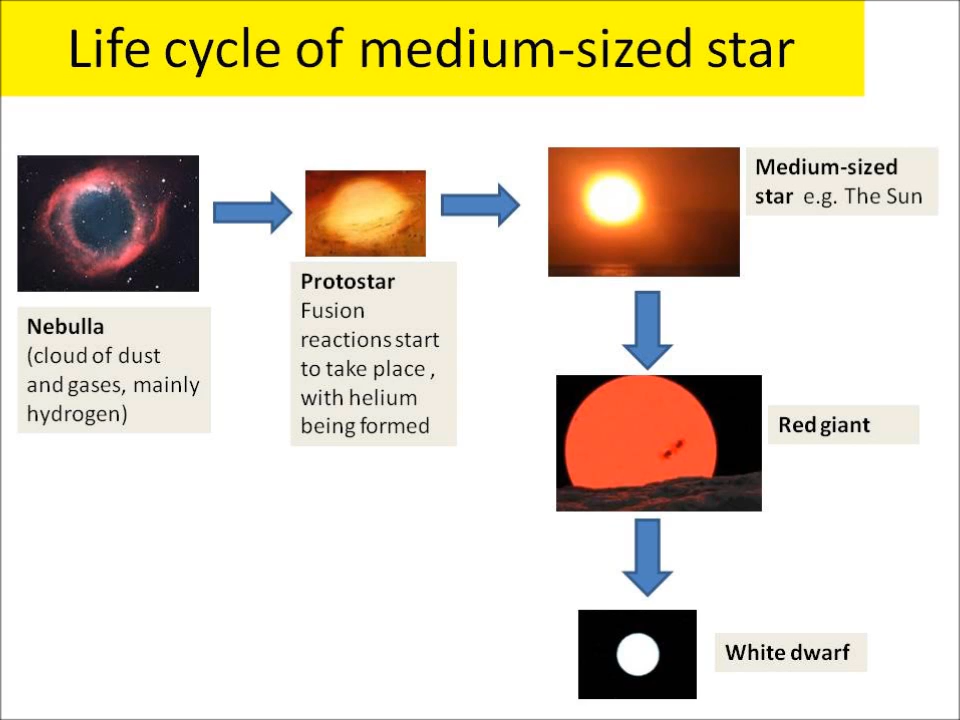 Life cycle of medium-sized star
Nebulla
(cloud of dust
and gases, mainly
hydrogen)
Protostar
Fusion
reactions start
to take place ,
with helium
being formed
Medium-sized
star e.g. The Sun
Red giant
White dwarf